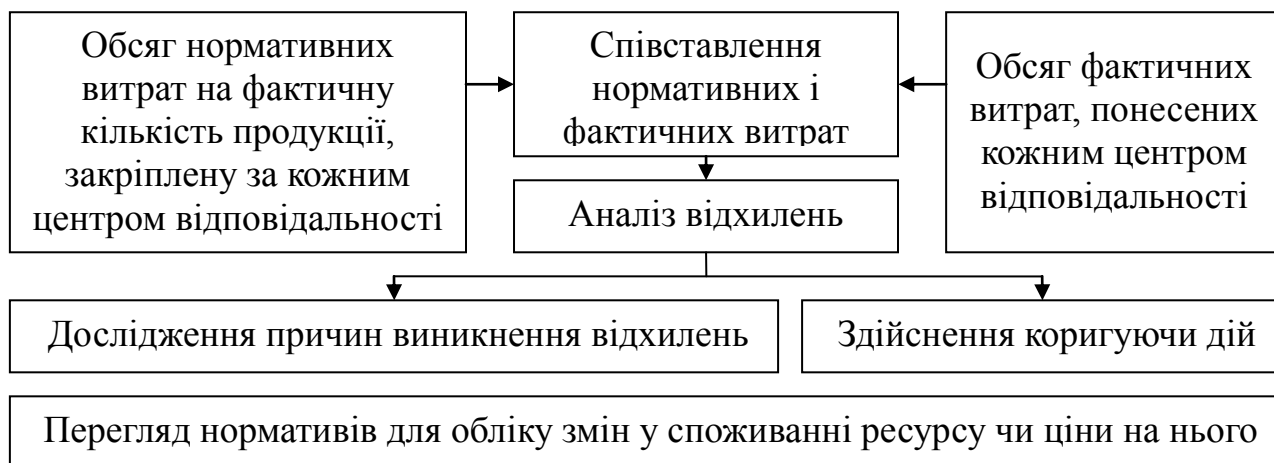 Обсяг нормативних
витрат на фактичну
кількість продукції,
закріплену за кожним
центром відповідальності
Співставлення
нормативних і
фактичних витрат
Обсяг фактичних
витрат, понесених
кожним центром
відповідальності
Аналіз відхилень
Дослідження причин виникнення відхилень
Здійснення коригуючи дій
Перегляд нормативів для обліку змін у споживанні ресурсу чи ціни на нього